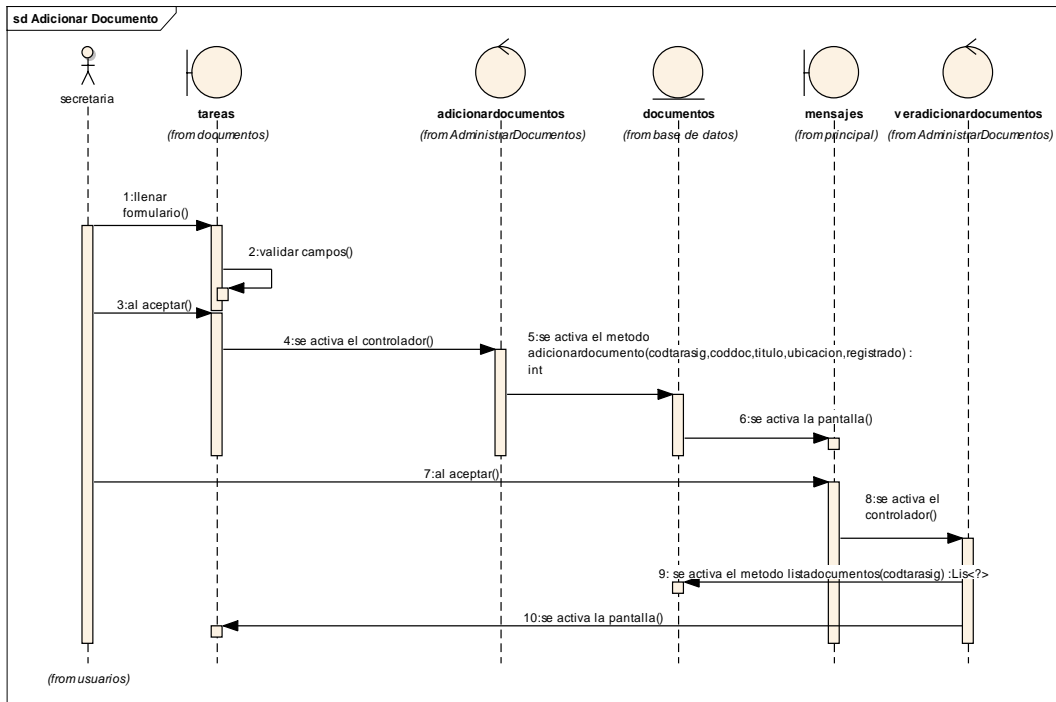 sd Adicionar Documento
secretaria
tareas
(from documentos)
adicionardocumentos
(from AdministrarDocumentos)
documentos
(from base de datos)
mensajes
(from principal)
veradicionardocumentos
(from AdministrarDocumentos)
1:llenar
formulario()
2:validar campos()
3:al aceptar()
4:se activa el controlador()
5:se activa el metodo
adicionardocumento(codtarasig,coddoc,titulo,ubicacion,registrado) :
int
6:se activa la pantalla()
7:al aceptar()
8:se activa el
controlador()
9: se activa el metodo listadocumentos(codtarasig) :Lis<?>
10:se activa la pantalla()
(from usuarios)